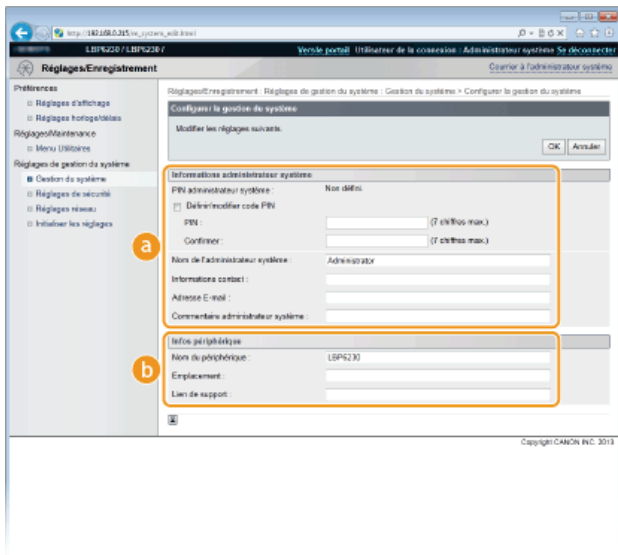 http://192.168.0.215/m_system_edit.html
LBP6230 / LBP6230 / Version portail Utilisateur de la connexion : Administrateur système Se déconnecter
Réglages/Enregistrement Courrier à l'administrateur système
Préférences
Réglages d'affichage
Réglages horloge/délais
Réglages/Maintenance
Menu Utilitaires
Réglages de gestion du système
Gestion du système
Réglages de sécurité
Réglages réseau
Initialiser les réglages
Réglages/Enregistrement : Réglages de gestion du système : Gestion du système > Configurer la gestion du système
Configurer la gestion du système
Modifier les réglages suivants.
OK Annuler
a
Informations administrateur système
PIN administrateur système : Non défini.
Définir/modifier code PIN
PIN : (7 chiffres max.)
Confirmer : (7 chiffres max.)
Nom de l'administrateur système : Administrator
Informations contact :
Adresse E-mail :
Commentaire administrateur système :
b
Infos périphérique
Nom du périphérique : LBP6230
Emplacement :
Lien de support :
Copyright CANON INC. 2013